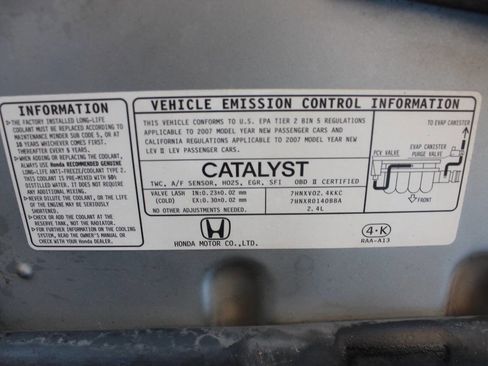 INFORMATION
▷THE FACTORY INSTALLED LONG-LIFE
COOLANT MUST BE REPLACED ACCORDING TO
MAINTENANCE MINDER SUB CODE 5, OR AT
10 YEARS WHICHEVER COMES FIRST.
THEREAFTER EVERY 5 YEARS.
▷WHEN ADDING OR REPLACING THE COOLANT,
ALWAYS USE Honda RECOMMENDED GENUINE
LONG-LIFE ANTI-FREEZE/COOLANT TYPE 2.
THIS COOLANT IS PRE-MIXED WITH 50%
DISTILLED WATER. IT DOES NOT REQUIRE
ANY ADDITIONAL MIXING.
▷NEVER DILUTE THE COOLANT, OR THE LIFE
OF THE ENGINE MAY BE SEVERELY
SHORTENED.
▷CHECK OR ADD THE COOLANT AT THE
RESERVE TANK, NOT THE RADIATOR.
▷FOR FURTHER INFORMATION ON THE COOLING
SYSTEM, READ THE OWNER'S MANUAL OR
CHECK WITH YOUR Honda DEALER.
VEHICLE EMISSION CONTROL INFORMATION
THIS VEHICLE CONFORMS TO U.S. EPA TIER 2 BIN 5 REGULATIONS
APPLICABLE TO 2007 MODEL YEAR NEW PASSENGER CARS AND
CALIFORNIA REGULATIONS APPLICABLE TO 2007 MODEL YEAR NEW
LEV II LEV PASSENGER CARS.
CATALYST
TWC, A/F SENSOR, HO2S, EGR, SFI OBD II CERTIFIED
VALVE LASH IN:0.23±0.02 mm 7HNXV02.4KKC
(COLD) EX:0.30±0.02 mm 7HNXR0140BBA
NO OTHER ADJUSTMENTS NEEDED. 2.4L
TO EVAP CANISTER
EVAP CANISTER
PURGE VALVE
PCV VALVE
FRONT
HONDA MOTOR CO.,LTD.
4·K
RAA-A13